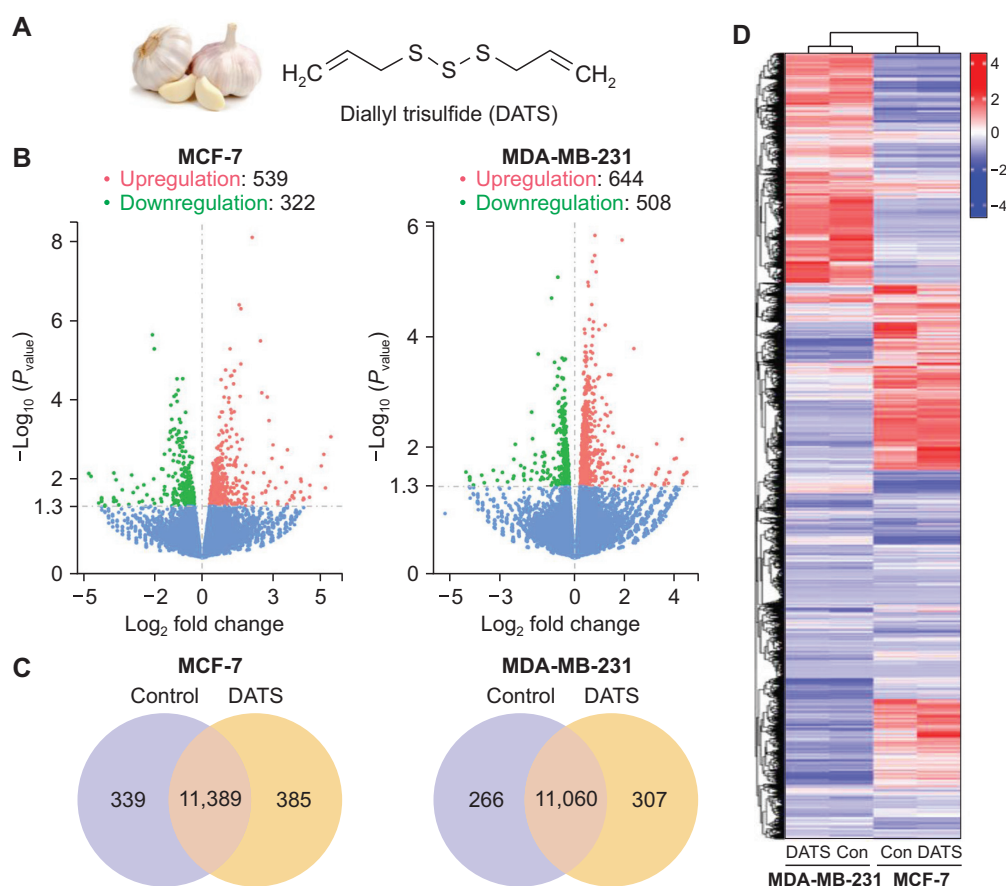 A
H2C
S
S
S
CH2
Diallyl trisulfide (DATS)
B
MCF-7
• Upregulation: 539
• Downregulation: 322
8
6
4
2
1.3
0
−Log10 (Pvalue)
−5
−2
0
2
5
Log2 fold change
MDA-MB-231
• Upregulation: 644
• Downregulation: 508
6
4
2
1.3
0
−Log10 (Pvalue)
−5
−2
0
2
4
Log2 fold change
C
MCF-7
Control DATS
339
11,389
385
MDA-MB-231
Control DATS
266
11,060
307
D
4
2
0
−2
−4
DATS Con Con DATS
MDA-MB-231 MCF-7